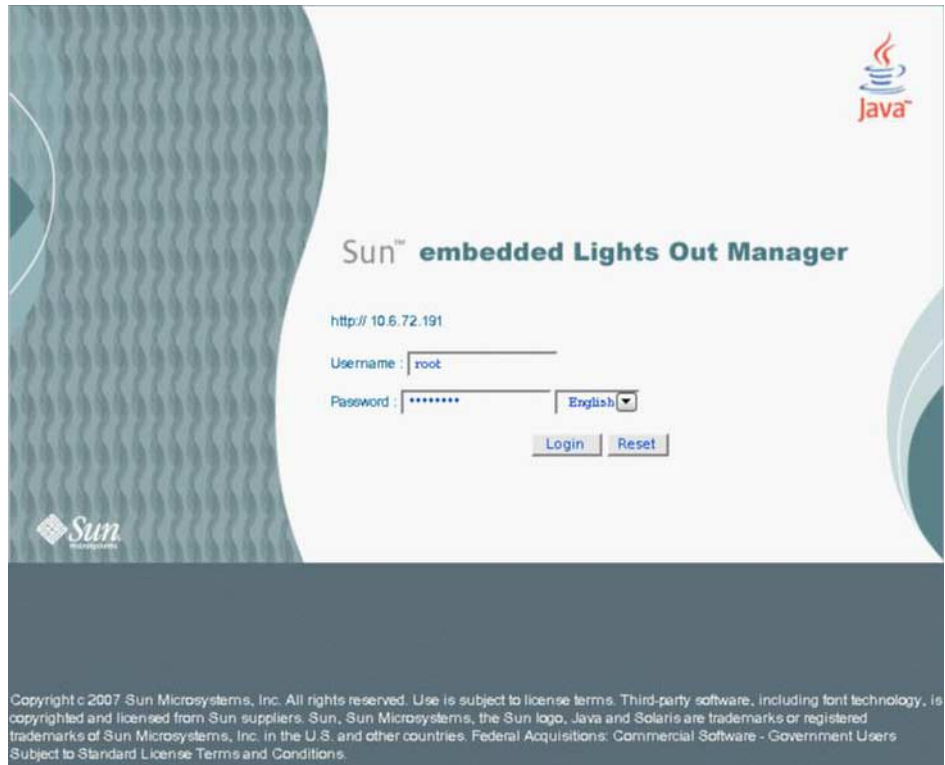 Java™
Sun™ embedded Lights Out Manager
http:// 10.6.72.191
Username : root
Password : ••••••••
English
Login Reset
Sun
microsystems
Copyright c 2007 Sun Microsystems, Inc. All rights reserved. Use is subject to license terms. Third-party software, including font technology, is
copyrighted and licensed from Sun suppliers. Sun, Sun Microsystems, the Sun logo, Java and Solaris are trademarks or registered
trademarks of Sun Microsystems, Inc. in the U.S. and other countries. Federal Acquisitions: Commercial Software - Government Users
Subject to Standard License Terms and Conditions.